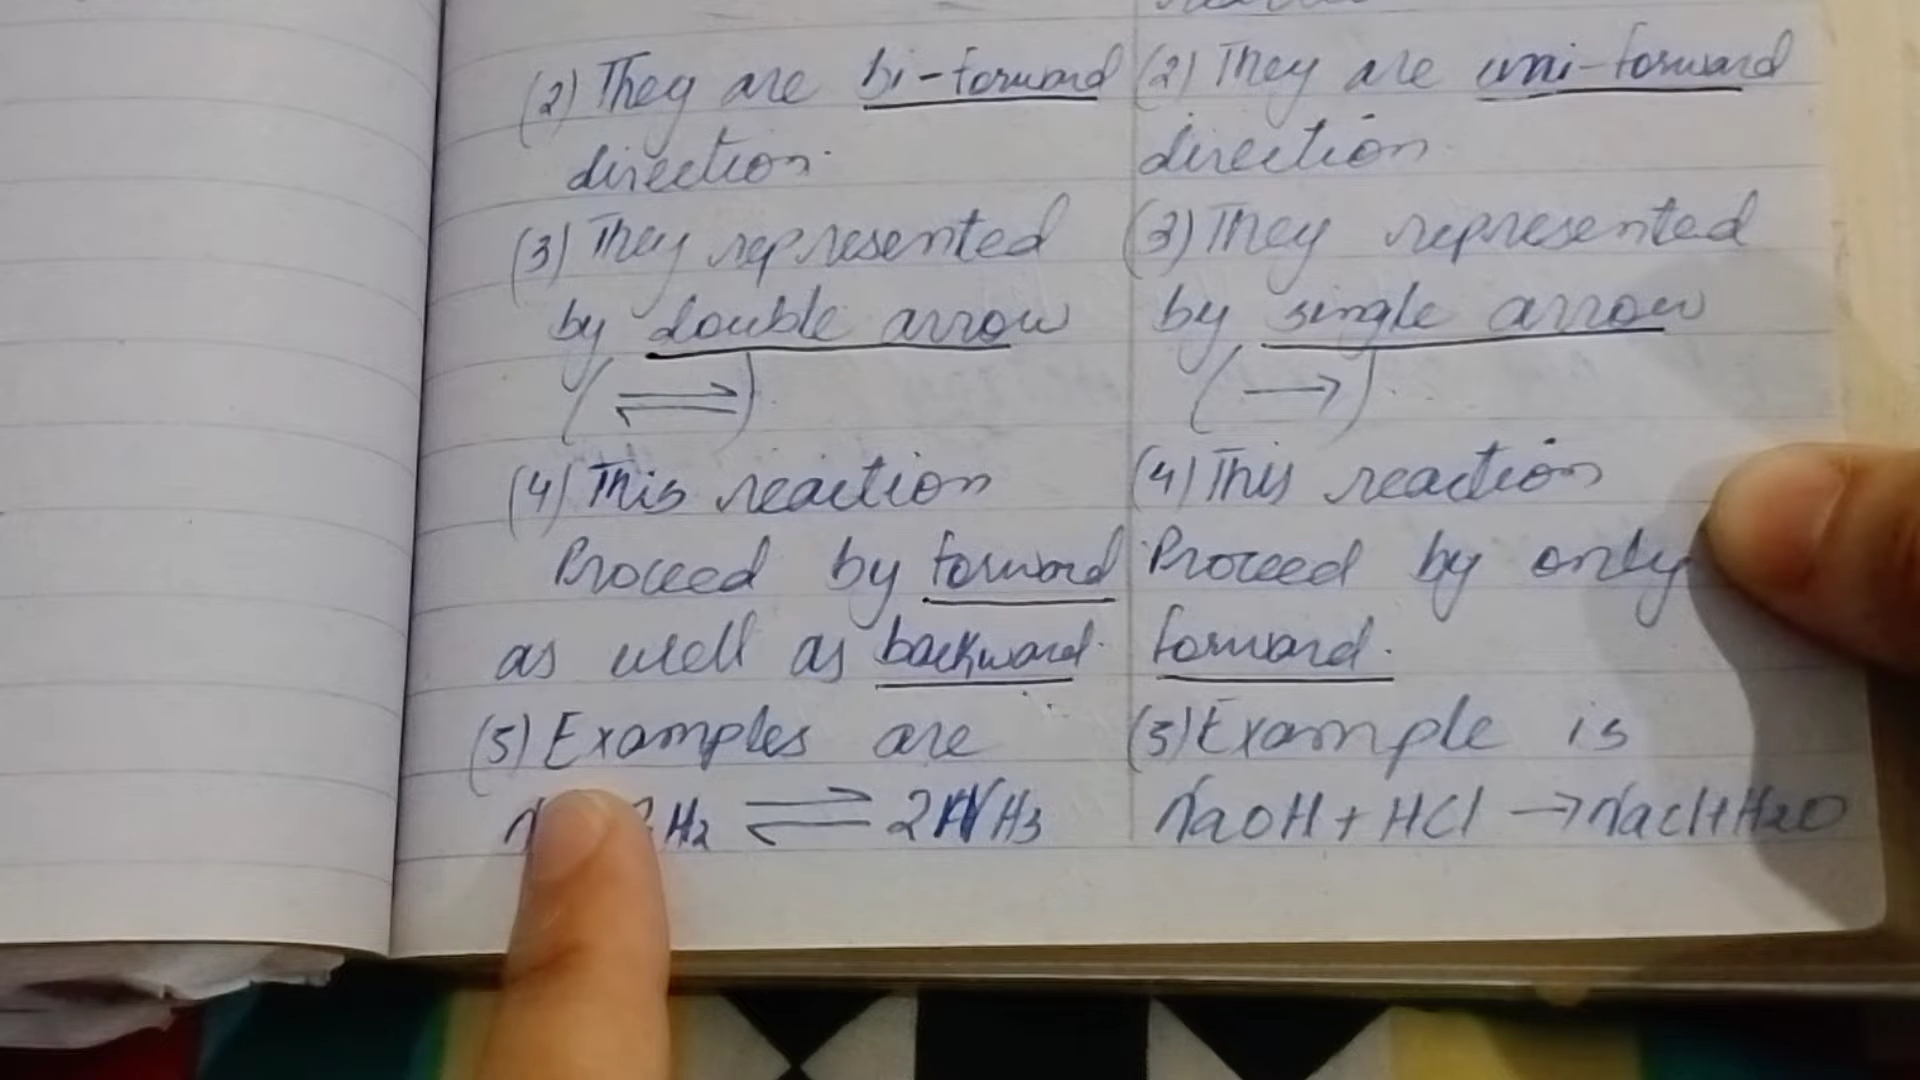 (2) They are bi-forward
direction.
(3) They represented
by double arrow
(⇌)
(4) This reaction
Proceed by forward
as well as backward.
(5) Examples are
H2 ⇌ 2NH3
(2) They are uni-forward
direction
(3) They represented
by single arrow
(→)
(4) This reaction
Proceed by only
forward.
(5) Example is
NaOH + HCl → NaCl + H2O